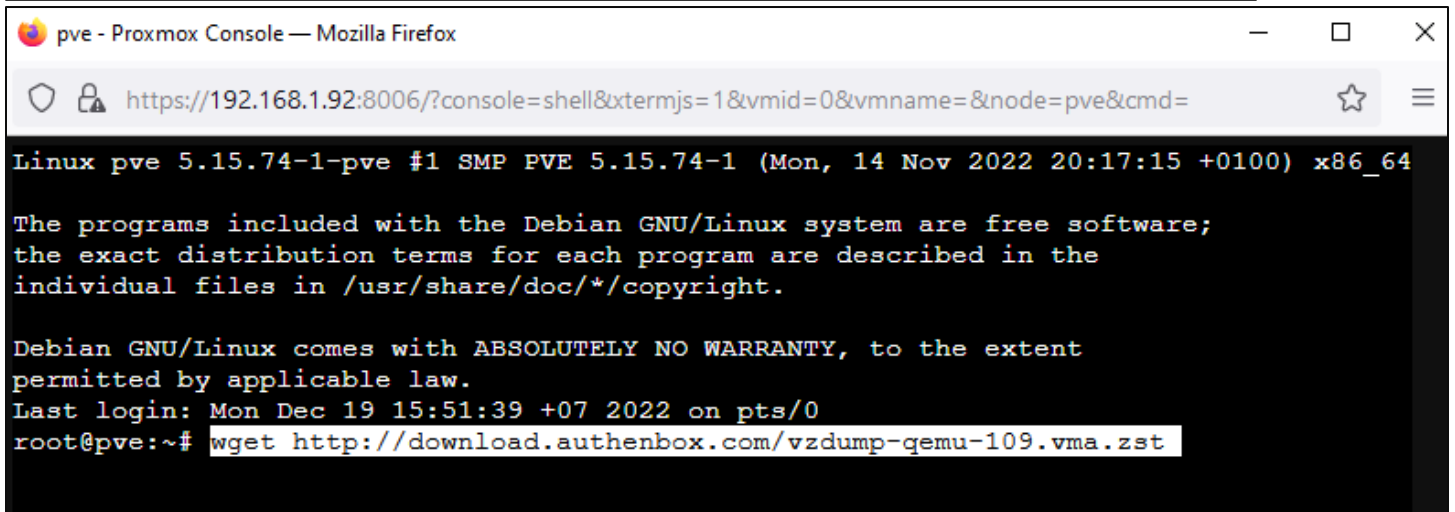 pve - Proxmox Console — Mozilla Firefox
https://192.168.1.92:8006/?console=shell&xtermjs=1&vmid=0&vmname=&node=pve&cmd=
Linux pve 5.15.74-1-pve #1 SMP PVE 5.15.74-1 (Mon, 14 Nov 2022 20:17:15 +0100) x86_64
The programs included with the Debian GNU/Linux system are free software;
the exact distribution terms for each program are described in the
individual files in /usr/share/doc/*/copyright.
Debian GNU/Linux comes with ABSOLUTELY NO WARRANTY, to the extent
permitted by applicable law.
Last login: Mon Dec 19 15:51:39 +07 2022 on pts/0
root@pve:~# wget http://download.authenbox.com/vzdump-qemu-109.vma.zst